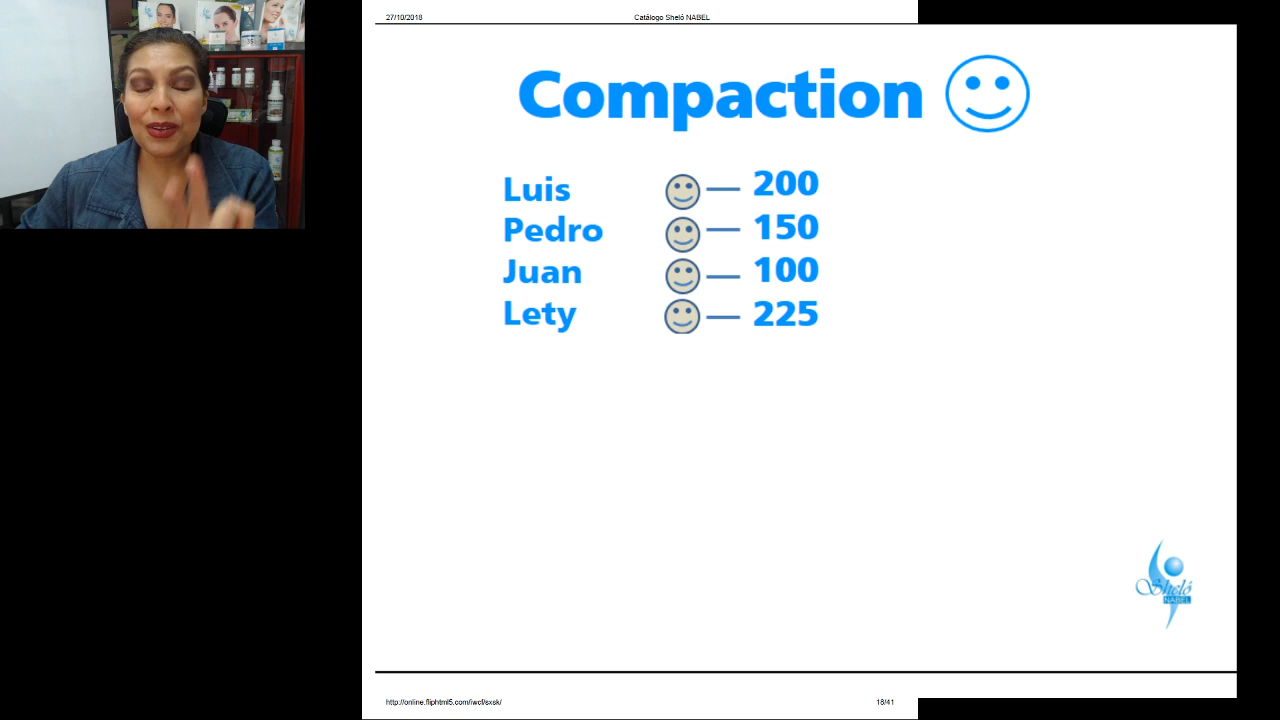 27/10/2018 Catálogo Sheló NABEL
Compaction
Luis — 200
Pedro — 150
Juan — 100
Lety — 225
Sheló
NABEL
http://online.fliphtml5.com/iwcf/sxsk/ 18/41